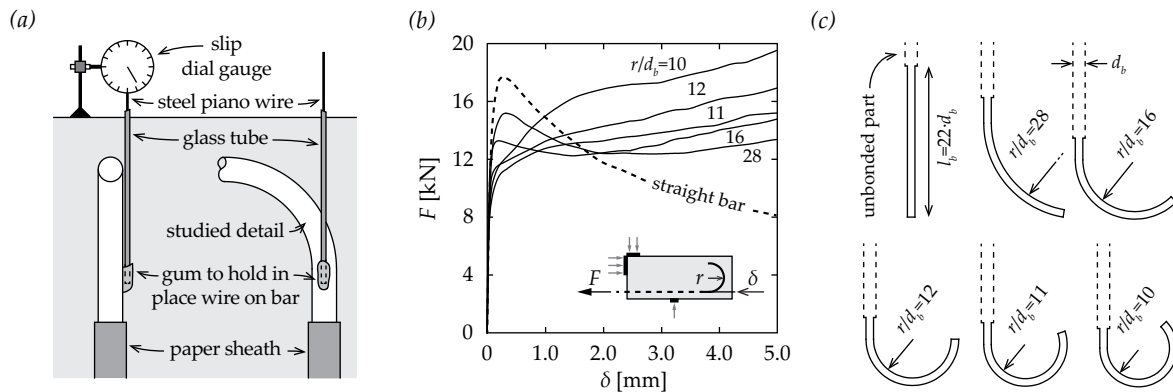 (a)
slip
dial gauge
steel piano wire
glass tube
studied detail
gum to hold in
place wire on bar
paper sheath
(b)
F [kN]
20
16
12
8
4
0
r/d_b=10
12
11
16
28
straight bar
F
r
δ
0
1.0
2.0
3.0
4.0
5.0
δ [mm]
(c)
unbonded part
l_b=22·d_b
r/d_b=28
d_b
r/d_b=16
r/d_b=12
r/d_b=11
r/d_b=10